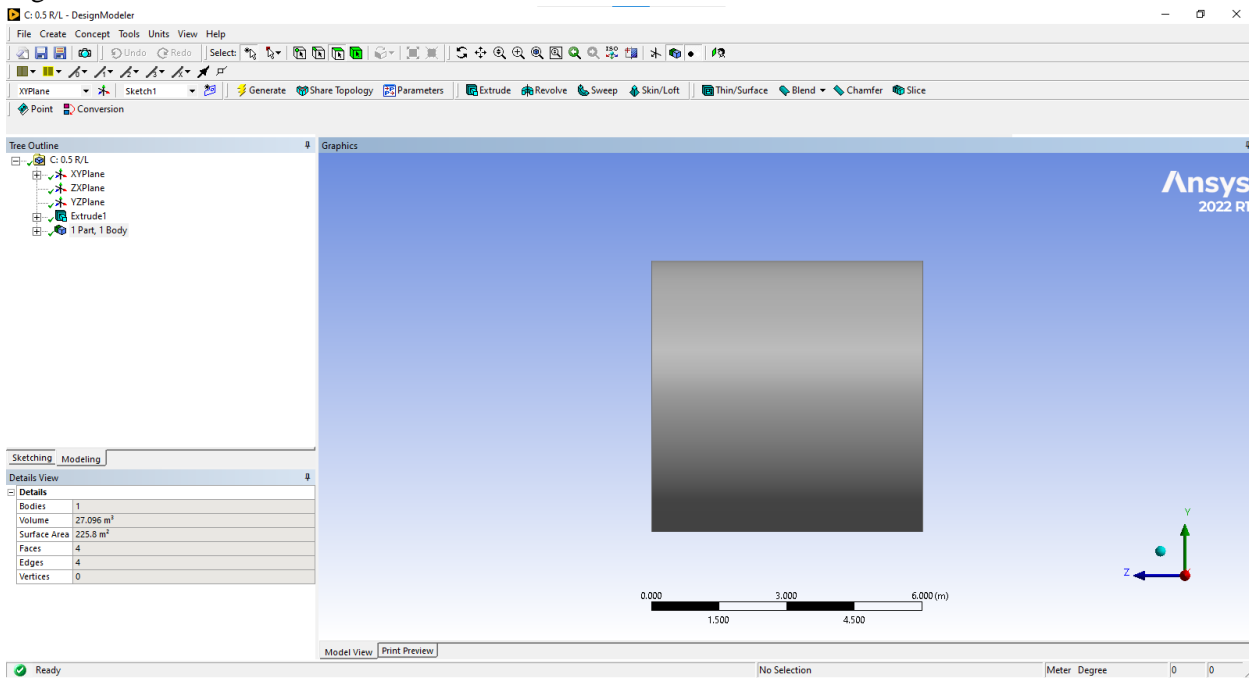 C: 0.5 R/L - DesignModeler
File Create Concept Tools Units View Help
Undo Redo Select:
XYPlane Sketch1 Generate Share Topology Parameters Extrude Revolve Sweep Skin/Loft Thin/Surface Blend Chamfer Slice
Point Conversion
Tree Outline
C: 0.5 R/L
XYPlane
ZXPlane
YZPlane
Extrude1
1 Part, 1 Body
Sketching Modeling
Details View
Details
Bodies 1
Volume 27.096 m³
Surface Area 225.8 m²
Faces 4
Edges 4
Vertices 0
Graphics
Ansys
2022 R1
Y
Z
0.000 3.000 6.000 (m)
1.500 4.500
Model View Print Preview
Ready No Selection Meter Degree 0 0